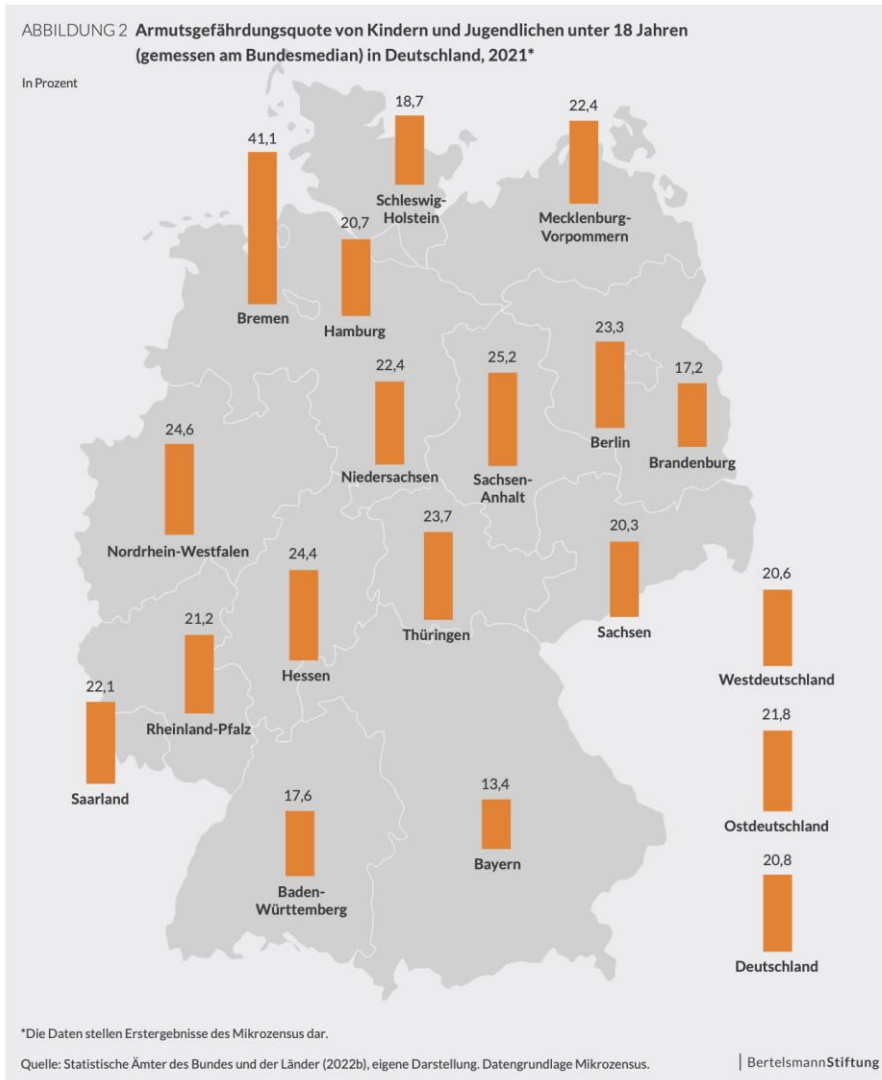 ABBILDUNG 2 Armutsgefährdungsquote von Kindern und Jugendlichen unter 18 Jahren
(gemessen am Bundesmedian) in Deutschland, 2021*
In Prozent
18,7
Schleswig-
Holstein
22,4
Mecklenburg-
Vorpommern
41,1
Bremen
20,7
Hamburg
23,3
Berlin
17,2
Brandenburg
22,4
Niedersachsen
25,2
Sachsen-
Anhalt
24,6
Nordrhein-Westfalen
24,4
Hessen
23,7
Thüringen
20,3
Sachsen
20,6
Westdeutschland
21,2
Rheinland-Pfalz
22,1
Saarland
21,8
Ostdeutschland
17,6
Baden-
Württemberg
13,4
Bayern
20,8
Deutschland
*Die Daten stellen Erstergebnisse des Mikrozensus dar.
Quelle: Statistische Ämter des Bundes und der Länder (2022b), eigene Darstellung. Datengrundlage Mikrozensus.
BertelsmannStiftung